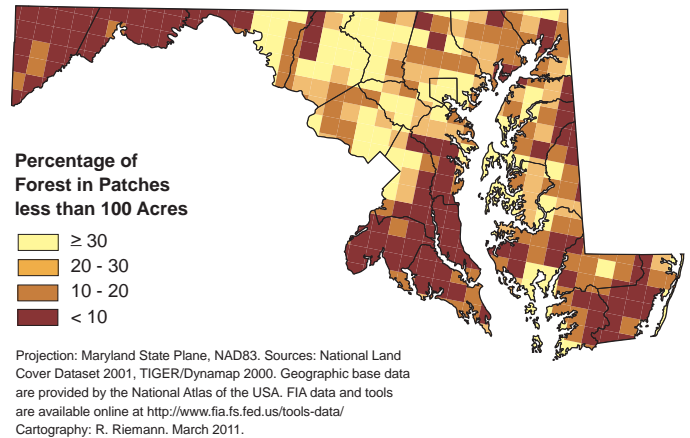 Percentage of
Forest in Patches
less than 100 Acres
≥ 30
20 - 30
10 - 20
< 10
Projection: Maryland State Plane, NAD83. Sources: National Land
Cover Dataset 2001, TIGER/Dynamap 2000. Geographic base data
are provided by the National Atlas of the USA. FIA data and tools
are available online at http://www.fia.fs.fed.us/tools-data/
Cartography: R. Riemann. March 2011.